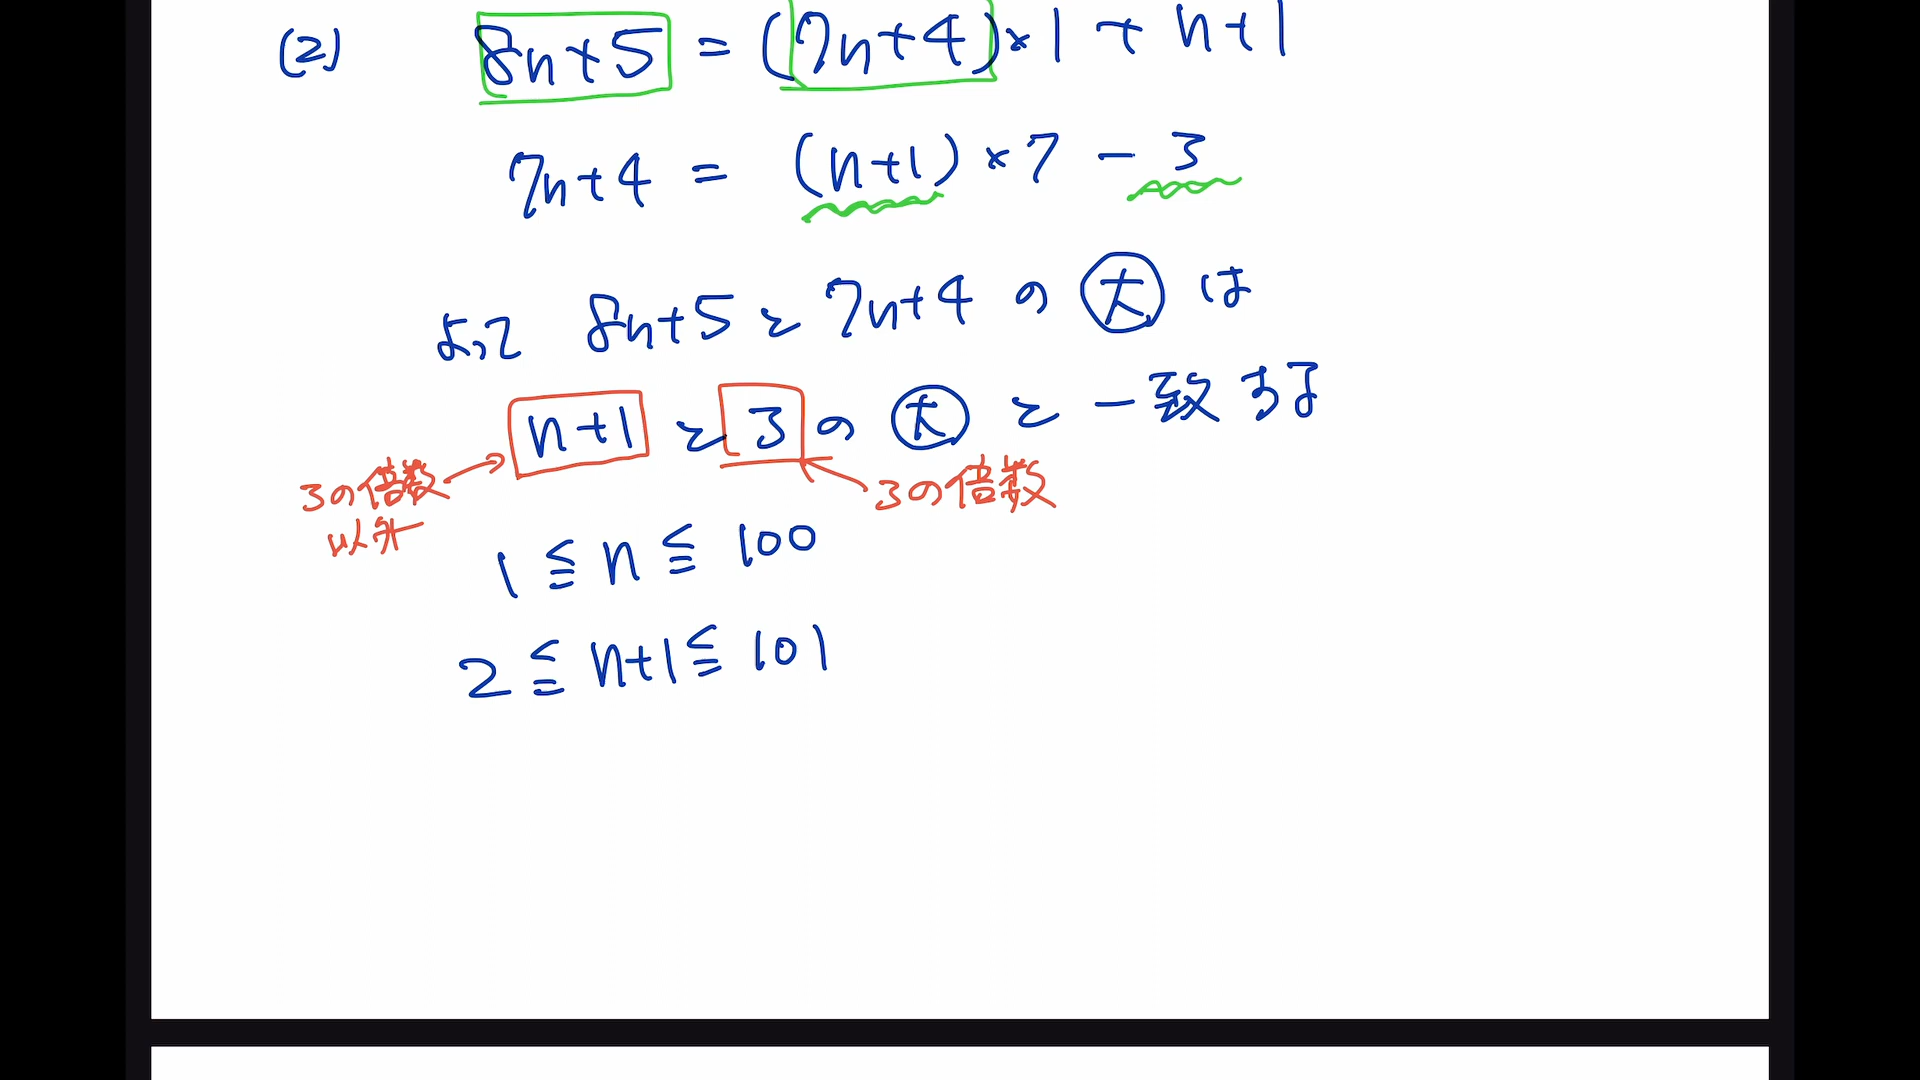 (2) 8n+5 = (7n+4)×1 + n+1
7n+4 = (n+1)×7 - 3
よって 8n+5と7n+4の大は
n+1と3の大と一致する
3の倍数
以外
3の倍数
1 ≦ n ≦ 100
2 ≦ n+1 ≦ 101